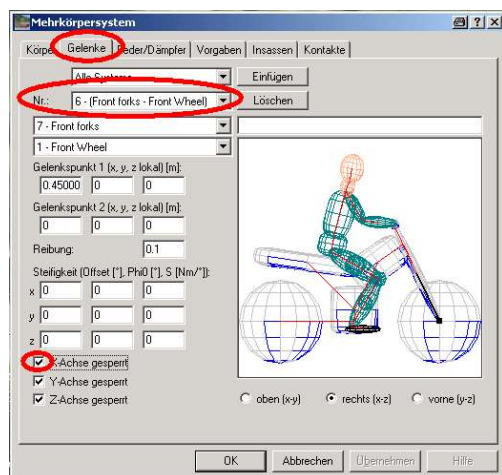 Mehrkörpersystem
Gelenke Feder/Dämpfer Vorgaben Insassen Kontakte
Alle Systeme Einfügen
Nr.: 6 - (Front forks - Front Wheel) Löschen
7 - Front forks
1 - Front Wheel
Gelenkspunkt 1 (x, y, z lokal) [m]:
0.45000 0 0
Gelenkspunkt 2 (x, y, z lokal) [m]:
0 0 0
Reibung: 0.1
Steifigkeit (Offset [°], Phi0 [°], S [Nm/°]):
x 0 0 0
y 0 0 0
z 0 0 0
X-Achse gesperrt
Y-Achse gesperrt
Z-Achse gesperrt
oben (x-y) rechts (x-z) vorne (y-z)
OK Abbrechen Übernehmen Hilfe